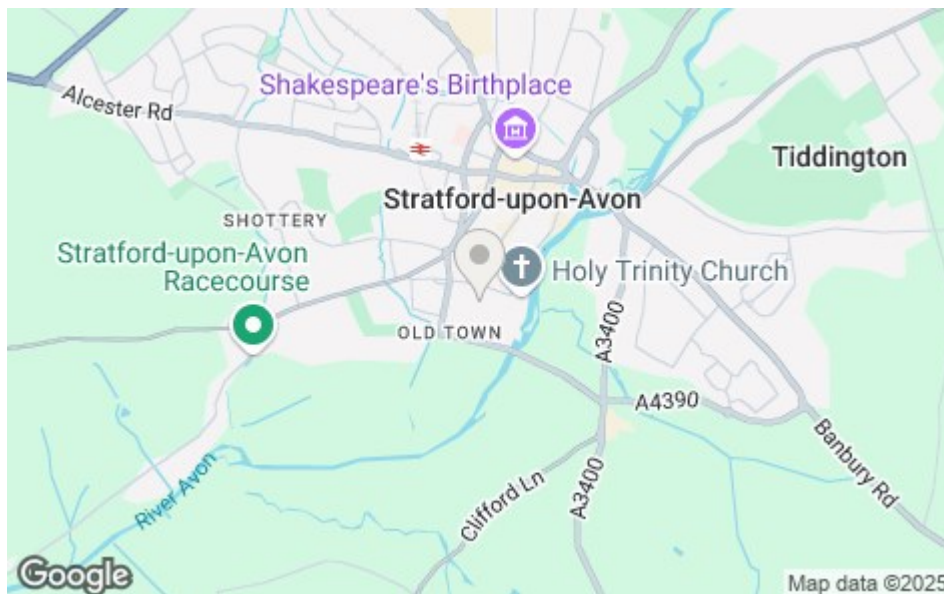 Alcester Rd
Shakespeare's Birthplace
Tiddington
Stratford-upon-Avon
SHOTTERY
Stratford-upon-Avon
Racecourse
Holy Trinity Church
OLD TOWN
A3400
A4390
Banbury Rd
Clifford Ln
A3400
River Avon
Google
Map data ©2025